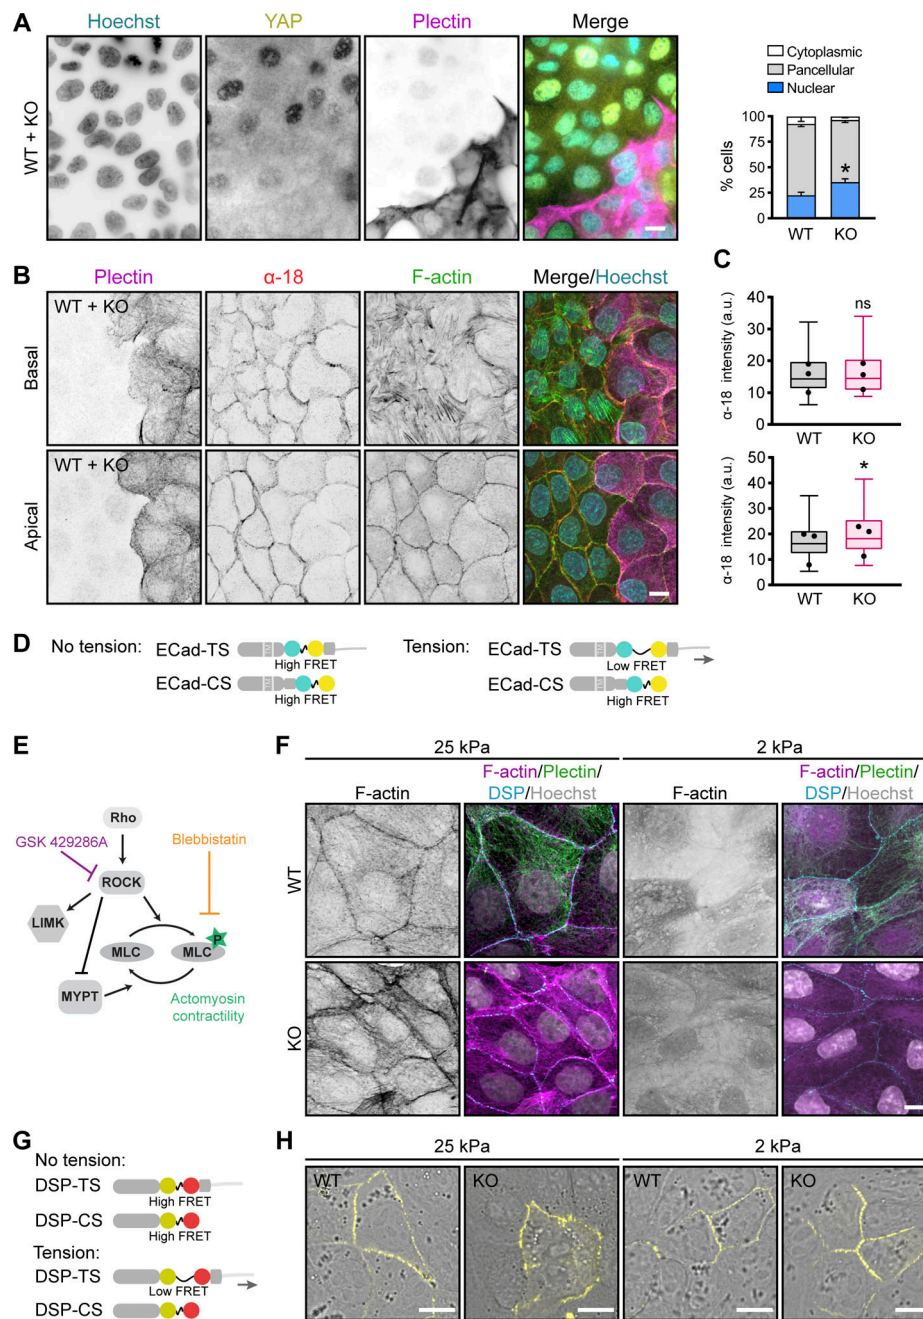 A
Hoechst
YAP
Plectin
Merge
WT + KO
Cytoplasmic
Pancellular
Nuclear
% cells
100
75
50
25
0
*
WT
KO
B
Plectin
α-18
F-actin
Merge/Hoechst
Basal
WT + KO
Apical
WT + KO
C
α-18 intensity (a.u.)
40
30
20
10
0
ns
WT
KO
α-18 intensity (a.u.)
50
40
30
20
10
0
*
WT
KO
D
No tension:
ECad-TS
TM
High FRET
ECad-CS
TM
High FRET
Tension:
ECad-TS
TM
Low FRET
ECad-CS
TM
High FRET
E
Rho
GSK 429286A
Blebbistatin
ROCK
LIMK
P
MLC
MLC
MYPT
Actomyosin
contractility
F
25 kPa
2 kPa
F-actin
F-actin/Plectin/
DSP/Hoechst
F-actin
F-actin/Plectin/
DSP/Hoechst
WT
KO
G
No tension:
DSP-TS
High FRET
DSP-CS
High FRET
Tension:
DSP-TS
Low FRET
DSP-CS
H
25 kPa
2 kPa
WT
KO
WT
KO